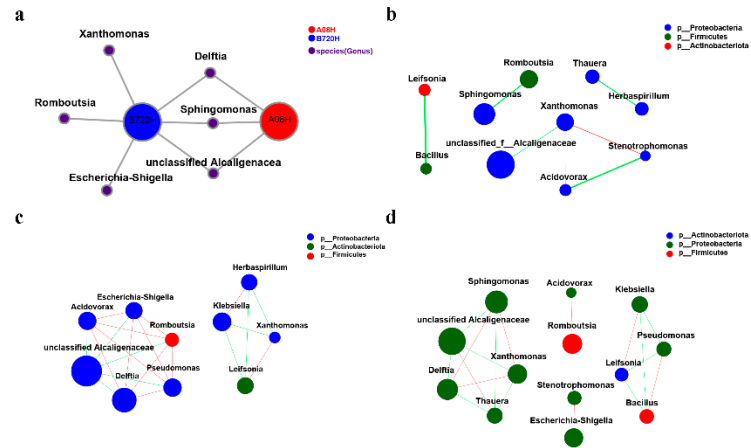 a
A08H
B720H
species(Genus)
Xanthomonas
Delftia
Romboutsia
Sphingomonas
B720H
A08H
Escherichia-Shigella
unclassified Alcaligenacea
b
p__Proteobacteria
p__Firmicutes
p__Actinobacteriota
Leifsonia
Romboutsia
Thauera
Sphingomonas
Xanthomonas
Herbaspirillum
unclassified_f__Alcaligenaceae
Stenotrophomonas
Bacillus
Acidovorax
c
p__Proteobacteria
p__Actinobacteriota
p__Firmicutes
Herbaspirillum
Escherichia-Shigella
Acidovorax
Klebsiella
Romboutsia
Xanthomonas
unclassified Alcaligenaceae
Pseudomonas
Delftia
Leifsonia
d
p__Actinobacteriota
p__Proteobacteria
p__Firmicutes
Sphingomonas
Acidovorax
Klebsiella
unclassified Alcaligenaceae
Romboutsia
Pseudomonas
Xanthomonas
Delftia
Leifsonia
Stenotrophomonas
Thauera
Bacillus
Escherichia-Shigella